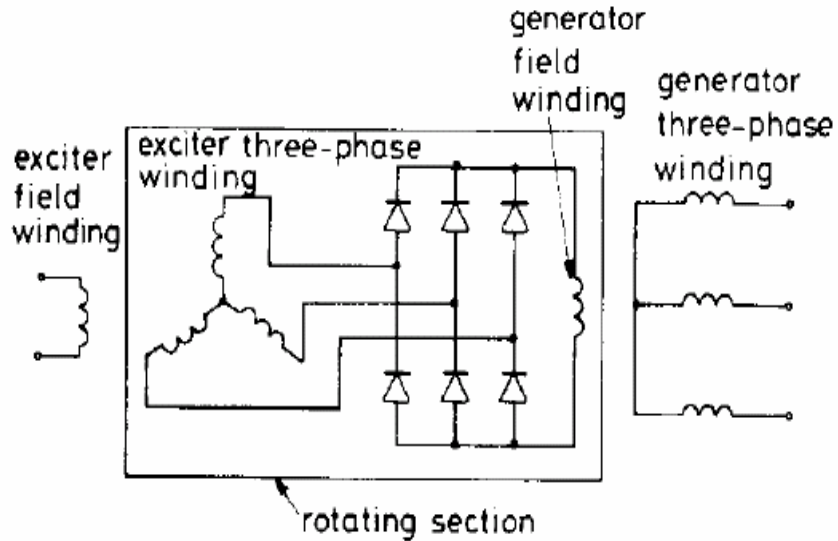 exciter
field
winding
exciter three-phase
winding
generator
field
winding
generator
three-phase
winding
rotating section